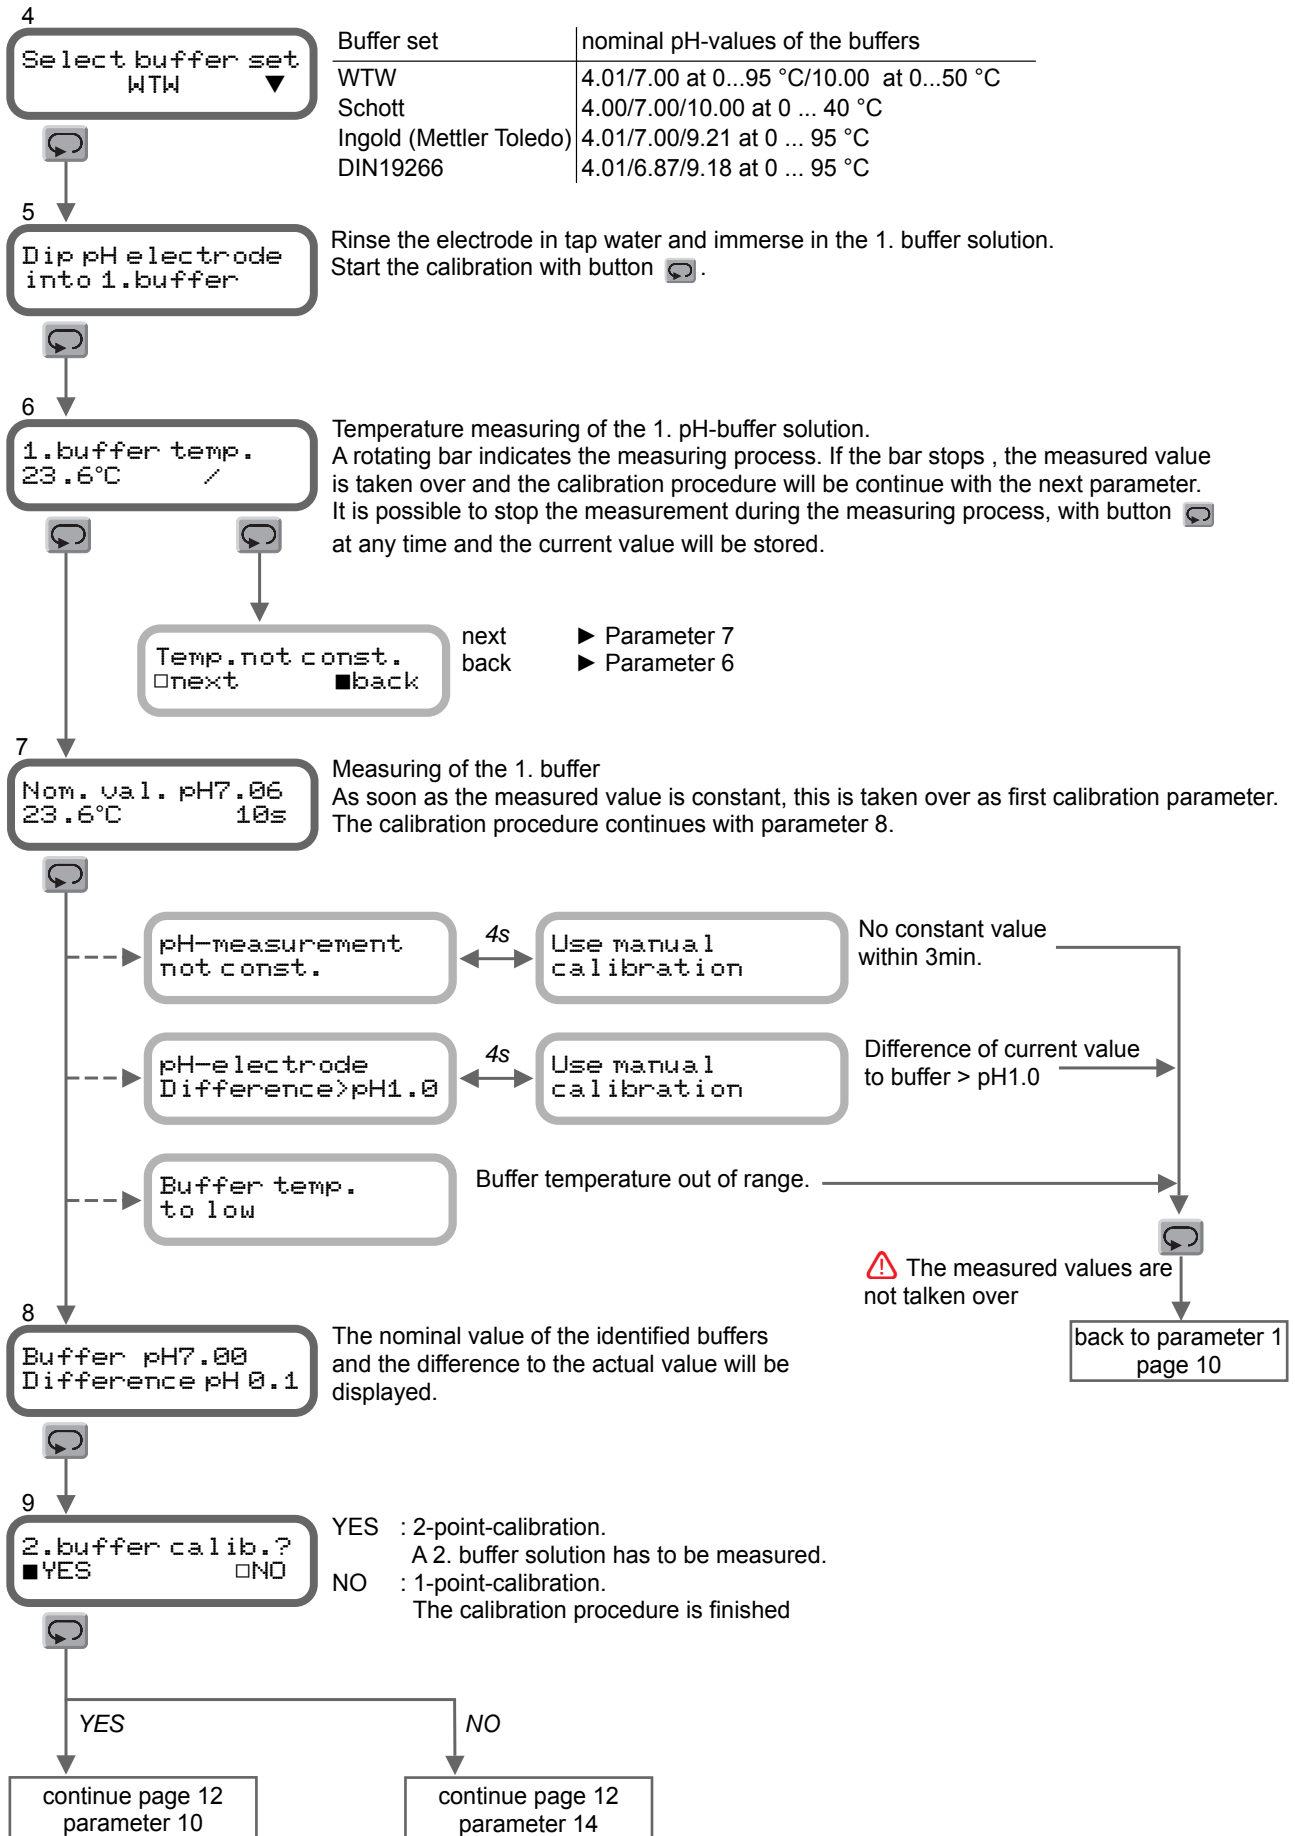 4
Select buffer set
WTW ▼
Buffer set nominal pH-values of the buffers
WTW 4.01/7.00 at 0...95 °C/10.00 at 0...50 °C
Schott 4.00/7.00/10.00 at 0 ... 40 °C
Ingold (Mettler Toledo) 4.01/7.00/9.21 at 0 ... 95 °C
DIN19266 4.01/6.87/9.18 at 0 ... 95 °C
5
Dip pH electrode
into 1.buffer
Rinse the electrode in tap water and immerse in the 1. buffer solution.
Start the calibration with button .
6
1.buffer temp.
23.6°C /
Temperature measuring of the 1. pH-buffer solution.
A rotating bar indicates the measuring process. If the bar stops , the measured value
is taken over and the calibration procedure will be continue with the next parameter.
It is possible to stop the measurement during the measuring process, with button
at any time and the current value will be stored.
Temp.not const.
□next ■back
next ► Parameter 7
back ► Parameter 6
7
Nom. val. pH7.06
23.6°C 10s
Measuring of the 1. buffer
As soon as the measured value is constant, this is taken over as first calibration parameter.
The calibration procedure continues with parameter 8.
pH-measurement
not const.
4s
Use manual
calibration
No constant value
within 3min.
pH-electrode
Difference>pH1.0
4s
Use manual
calibration
Difference of current value
to buffer > pH1.0
Buffer temp.
to low
Buffer temperature out of range.
The measured values are
not talken over
back to parameter 1
page 10
8
Buffer pH7.00
Difference pH 0.1
The nominal value of the identified buffers
and the difference to the actual value will be
displayed.
9
2.buffer calib.?
■YES □NO
YES : 2-point-calibration.
A 2. buffer solution has to be measured.
NO : 1-point-calibration.
The calibration procedure is finished
YES
NO
continue page 12
parameter 10
continue page 12
parameter 14